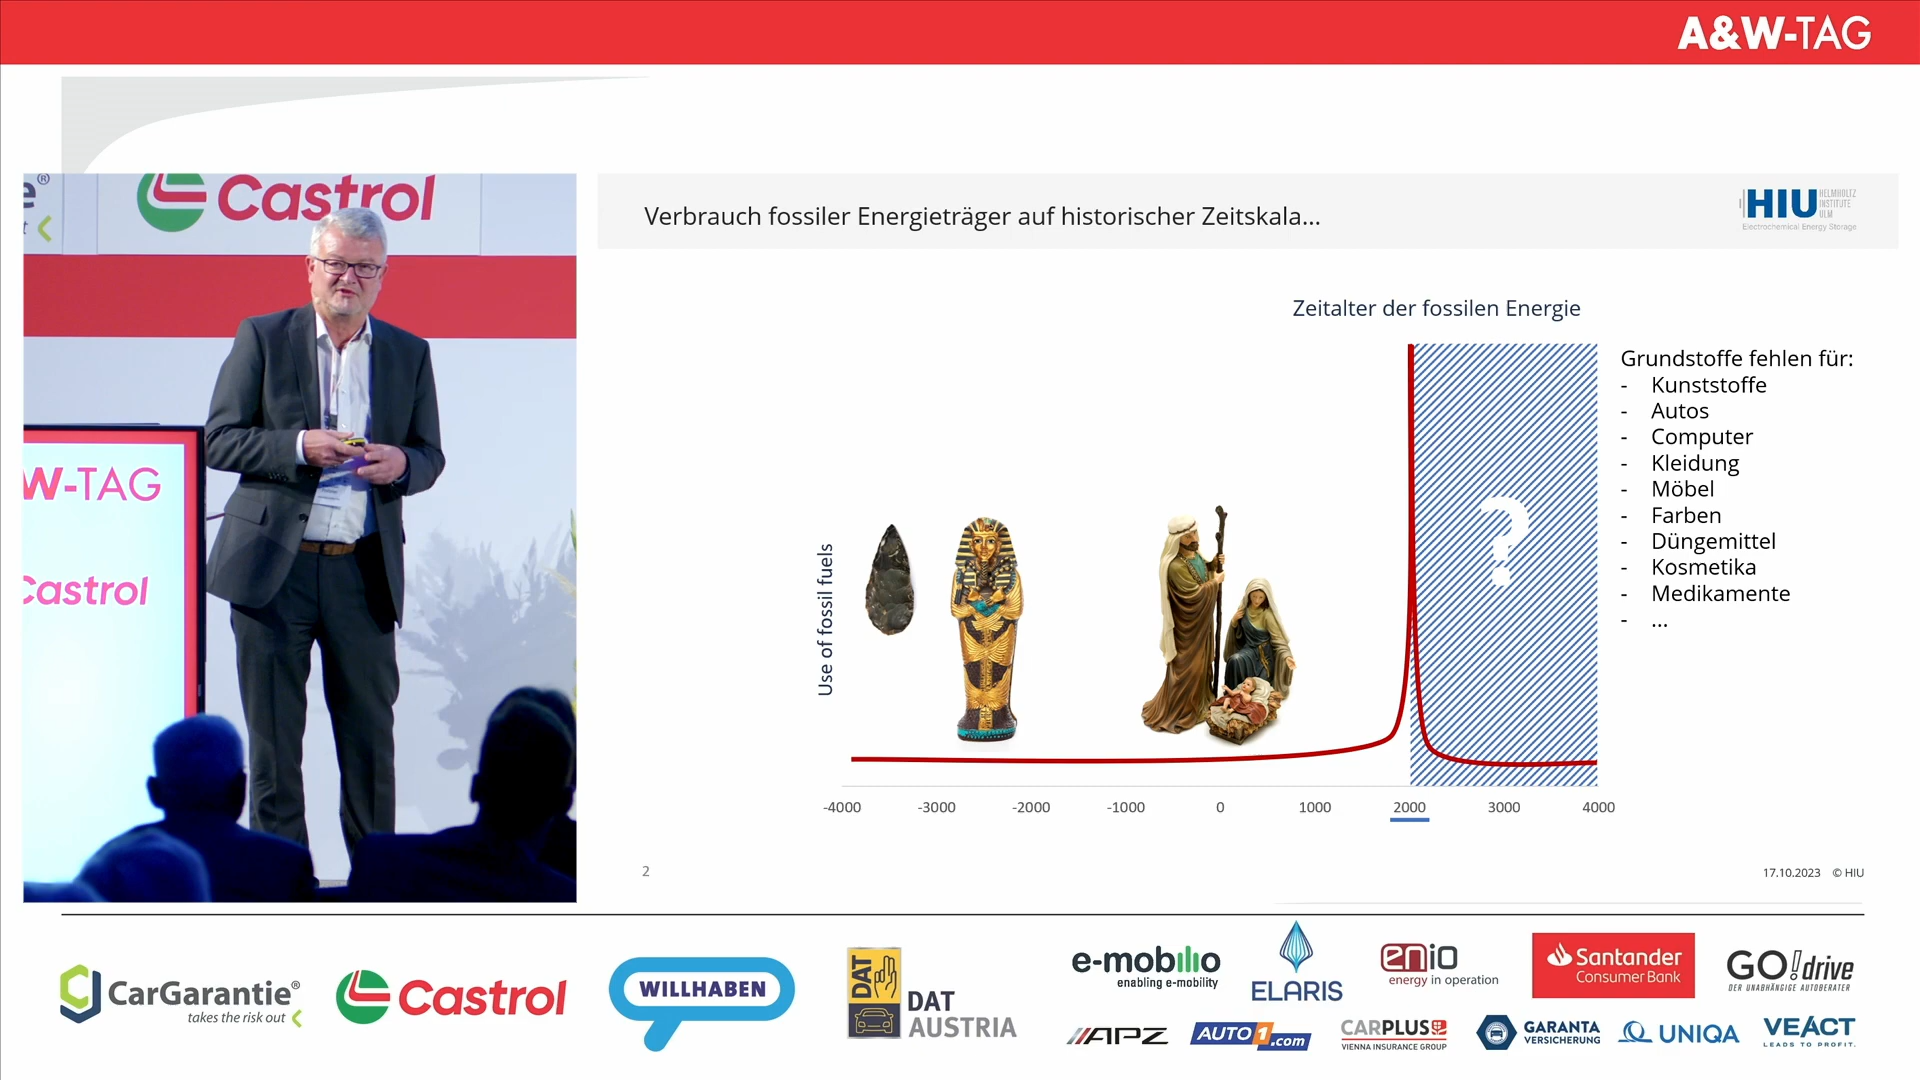 A&W-TAG
e®
t
Castrol
W-TAG
Castrol
Verbrauch fossiler Energieträger auf historischer Zeitskala...
HIU HELMHOLTZ
INSTITUTE
ULM
Electrochemical Energy Storage
Zeitalter der fossilen Energie
Use of fossil fuels
?
Grundstoffe fehlen für:
- Kunststoffe
- Autos
- Computer
- Kleidung
- Möbel
- Farben
- Düngemittel
- Kosmetika
- Medikamente
- ...
-4000 -3000 -2000 -1000 0 1000 2000 3000 4000
2
17.10.2023 © HIU
CarGarantie®
takes the risk out
Castrol
WILLHABEN
DAT
DAT
AUSTRIA
e-mobilio
enabling e-mobility
ELARIS
enio
energy in operation
Santander
Consumer Bank
GO!drive
DER UNABHÄNGIGE AUTOBERATER
APZ
AUTO1.com
CARPLUS
VIENNA INSURANCE GROUP
GARANTA
VERSICHERUNG
UNIQA
VEACT
LEADS TO PROFIT.